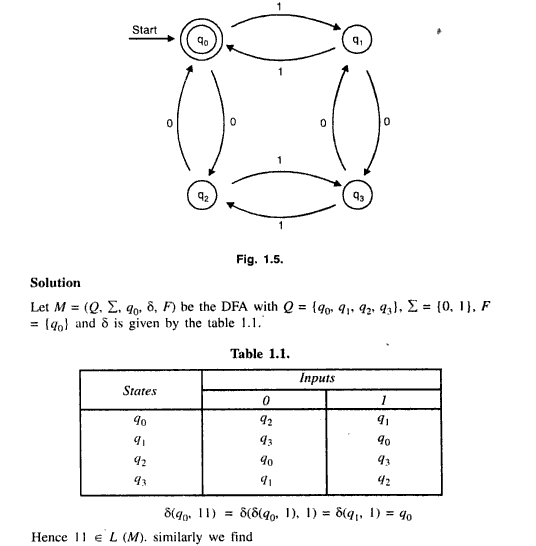 1
Start
q₀
q₁
1
0
0
0
0
1
q₂
q₃
1
Fig. 1.5.
Solution
Let M = (Q, Σ, q₀, δ, F) be the DFA with Q = {q₀, q₁, q₂, q₃}, Σ = {0, 1}, F
= {q₀} and δ is given by the table 1.1.
Table 1.1.
States
Inputs
0 1
q₀ q₂ q₁
q₁ q₃ q₀
q₂ q₀ q₃
q₃ q₁ q₂
δ(q₀, 11) = δ(δ(q₀, 1), 1) = δ(q₁, 1) = q₀
Hence 11 ∈ L (M). similarly we find